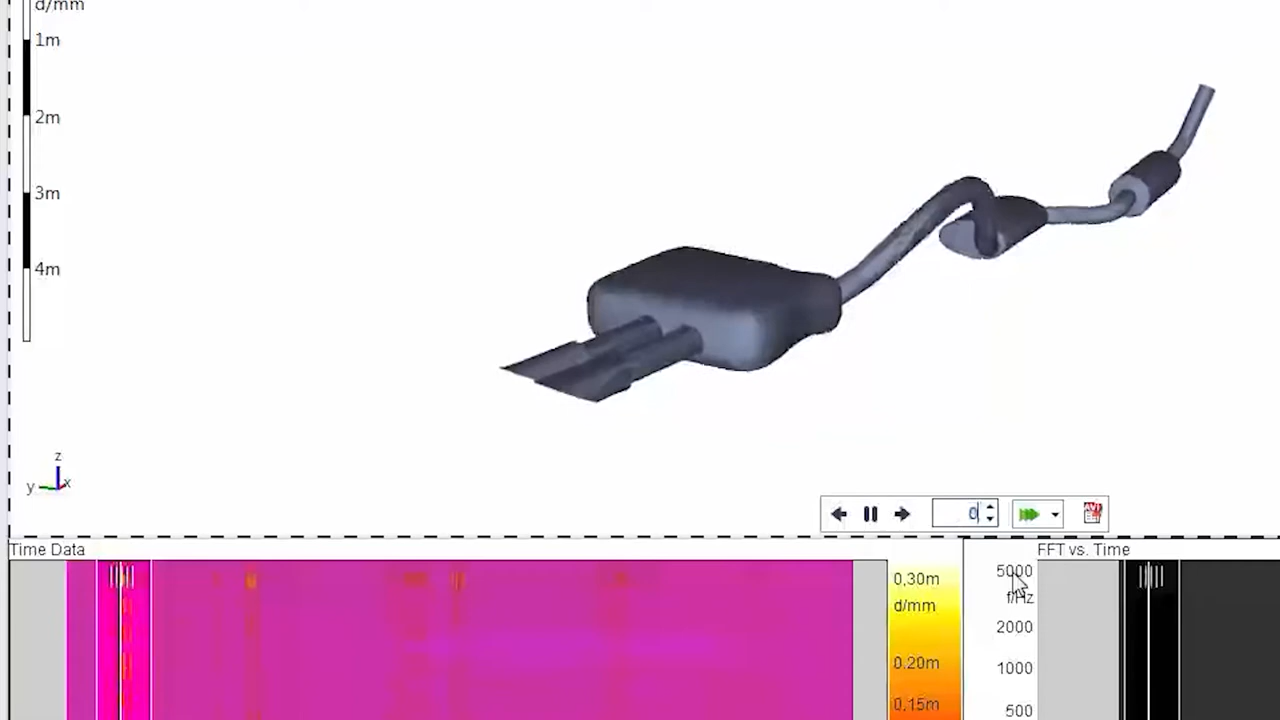 d/mm
1m
2m
3m
4m
z
y x
0
AVI
Time Data
0,30m
d/mm
0,20m
0,15m
FFT vs. Time
5000
f/Hz
2000
1000
500